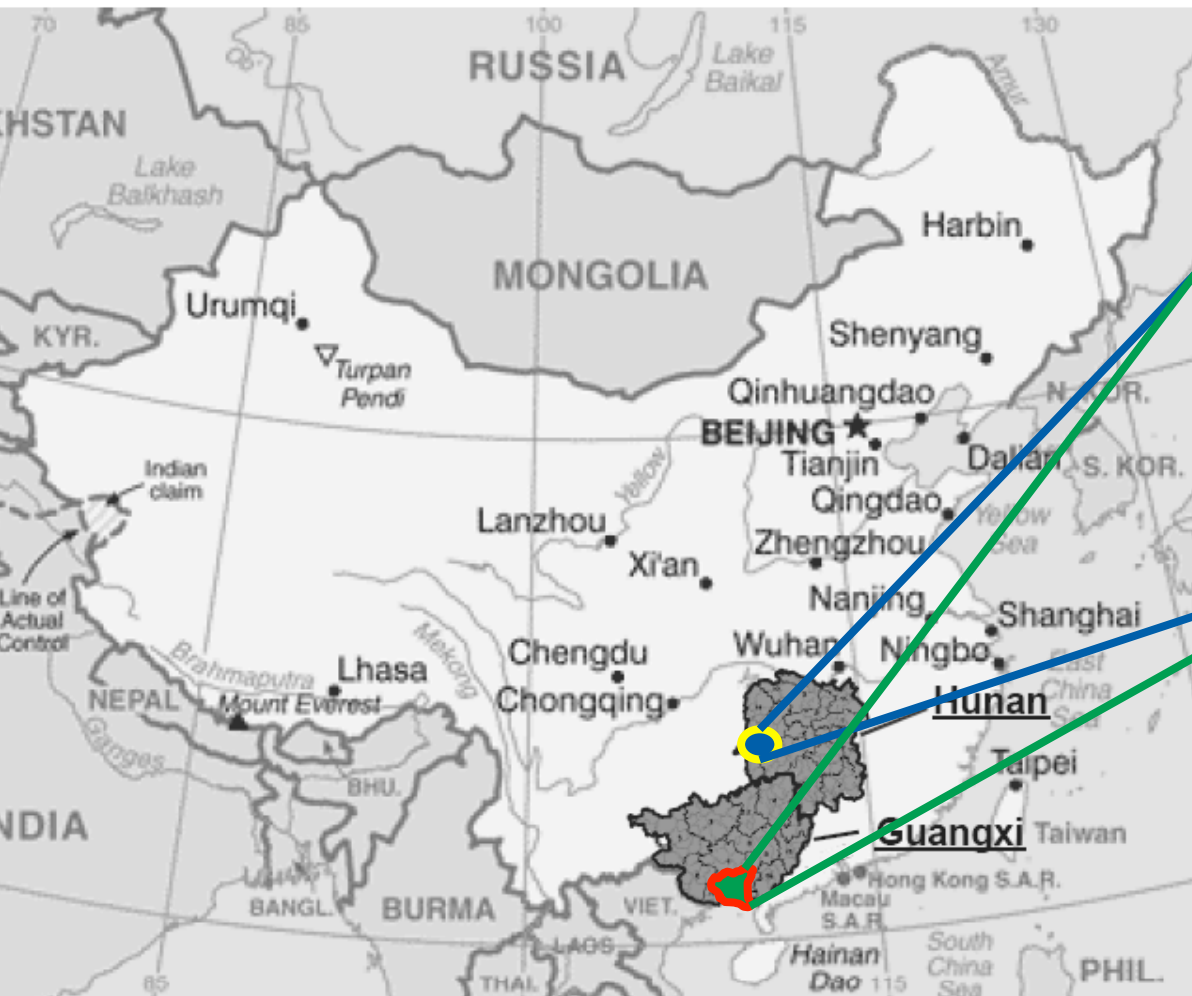 70
85
100
115
130
RUSSIA
Lake
Baikal
Amur
KHSTAN
Lake
Balkhash
Harbin
MONGOLIA
Urumqi
KYR.
Turpan
Pendi
Shenyang
Qinhuangdao
N. KOR.
BEIJING
Tianjin
Dalian
S. KOR.
Indian
claim
Yellow
Qingdao
Yellow
Sea
Lanzhou
Zhengzhou
Xi'an
Line of
Actual
Control
Nanjing
Shanghai
Mekong
Wuhan
Ningbo
Chengdu
East
China
Sea
Brahmaputra
Lhasa
NEPAL
Mount Everest
Chongqing
Hunan
Ganges
Taipei
BHU.
NDIA
Guangxi
Taiwan
Hong Kong S.A.R.
BANGL.
BURMA
VIET.
Macau
S.A.R.
LAOS
Hainan
Dao
South
China
Sea
PHIL.
85
THAI.
115